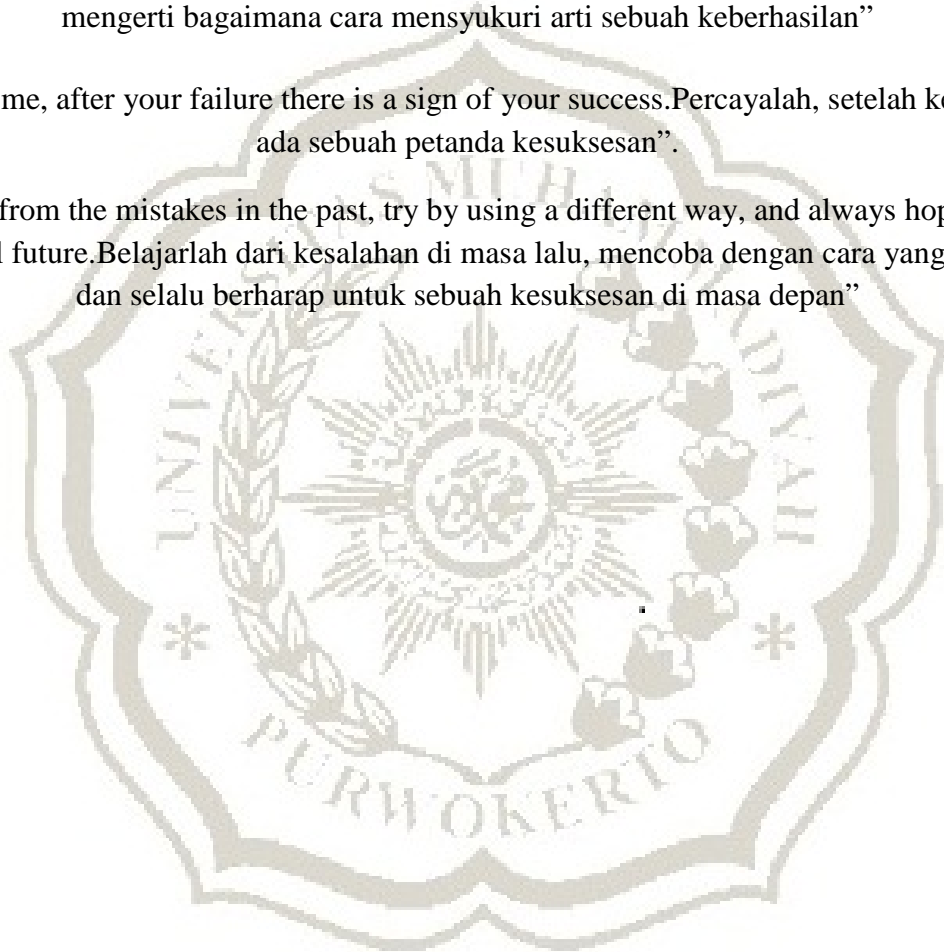 mengerti bagaimana cara mensyukuri arti sebuah keberhasilan”
me, after your failure there is a sign of your success.Percayalah, setelah
ada sebuah petanda kesuksesan”.
from the mistakes in the past, try by using a different way, and always
future.Belajarlah dari kesalahan di masa lalu, mencoba dengan cara yang
dan selalu berharap untuk sebuah kesuksesan di masa depan”
UNIVERSITAS MUHAMMADIYAH
PURWOKERTO